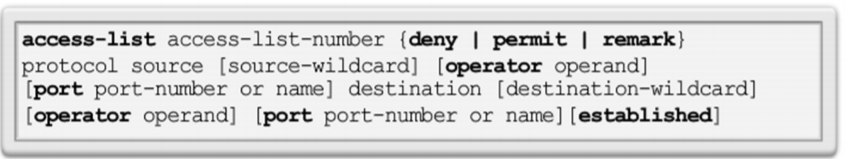 access-list access-list-number {deny | permit | remark}
protocol source [source-wildcard] [operator operand]
[port port-number or name] destination [destination-wildcard]
[operator operand] [port port-number or name][established]